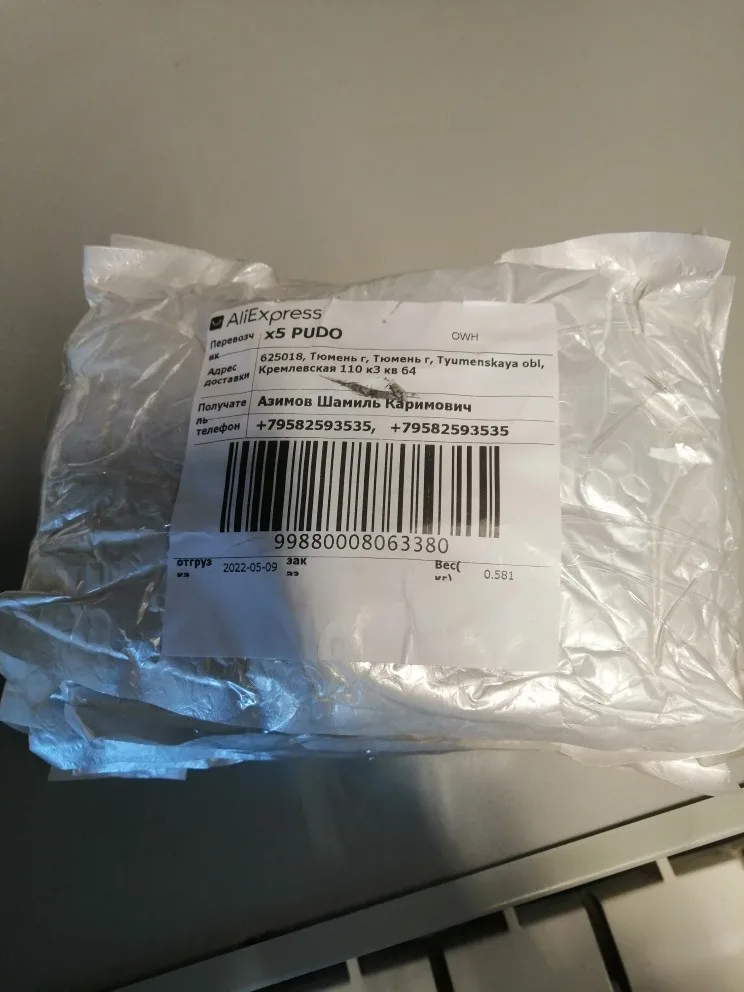 AliExpress
Перевозч
ик
x5 PUDO
OWH
Адрес
доставки
625018, Тюмень г, Тюмень г, Tyumenskaya obl,
Кремлевская 110 к3 кв 64
Получате
ль
Азимов Шамиль Каримович
телефон
+79582593535, +79582593535
99880008063380
отгруз
ка
2022-05-09
зак
аз
Вес(
кг)
0.581